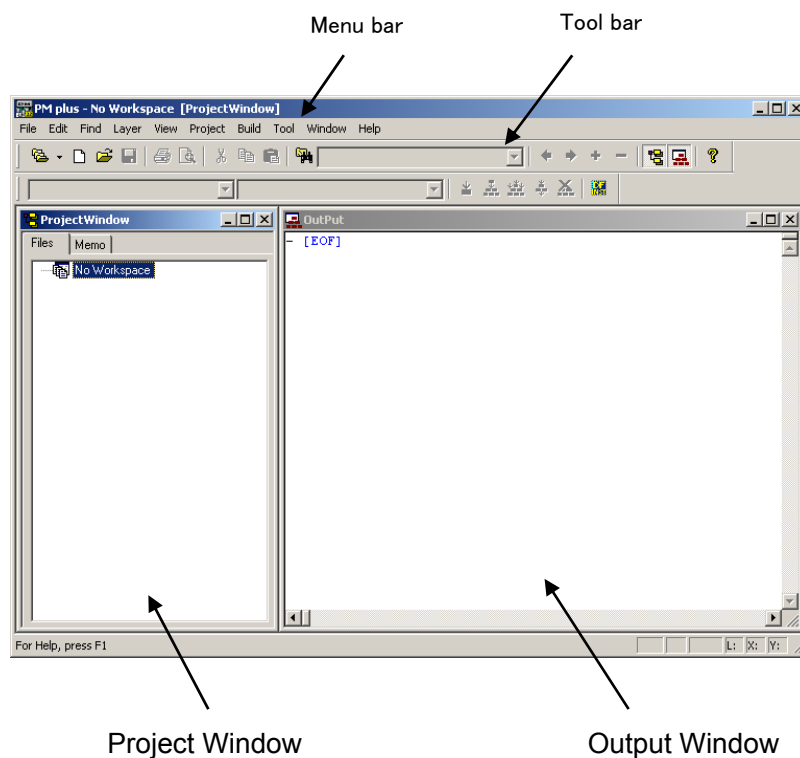 Menu bar
Tool bar
PM plus - No Workspace [ProjectWindow]
File Edit Find Layer View Project Build Tool Window Help
ProjectWindow
OutPut
Files Memo
- [EOF]
No Workspace
For Help, press F1
L: X: Y:
Project Window
Output Window